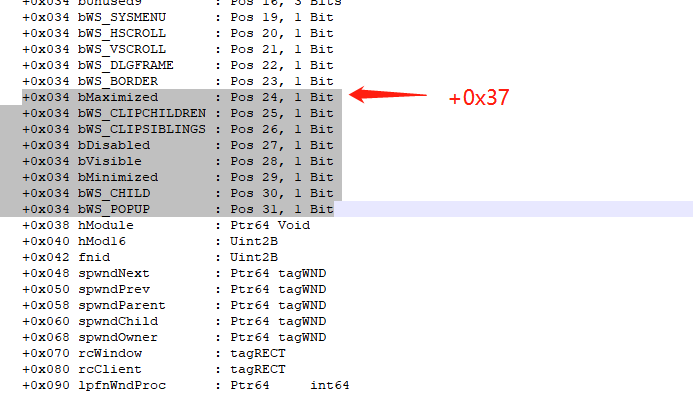 +0x034 bUnused9 : Pos 16, 3 Bits
+0x034 bWS_SYSMENU : Pos 19, 1 Bit
+0x034 bWS_HSCROLL : Pos 20, 1 Bit
+0x034 bWS_VSCROLL : Pos 21, 1 Bit
+0x034 bWS_DLGFRAME : Pos 22, 1 Bit
+0x034 bWS_BORDER : Pos 23, 1 Bit
+0x034 bMaximized : Pos 24, 1 Bit +0x37
+0x034 bWS_CLIPCHILDREN : Pos 25, 1 Bit
+0x034 bWS_CLIPSIBLINGS : Pos 26, 1 Bit
+0x034 bDisabled : Pos 27, 1 Bit
+0x034 bVisible : Pos 28, 1 Bit
+0x034 bMinimized : Pos 29, 1 Bit
+0x034 bWS_CHILD : Pos 30, 1 Bit
+0x034 bWS_POPUP : Pos 31, 1 Bit
+0x038 hModule : Ptr64 Void
+0x040 hMod16 : Uint2B
+0x042 fnid : Uint2B
+0x048 spwndNext : Ptr64 tagWND
+0x050 spwndPrev : Ptr64 tagWND
+0x058 spwndParent : Ptr64 tagWND
+0x060 spwndChild : Ptr64 tagWND
+0x068 spwndOwner : Ptr64 tagWND
+0x070 rcWindow : tagRECT
+0x080 rcClient : tagRECT
+0x090 lpfnWndProc : Ptr64 int64